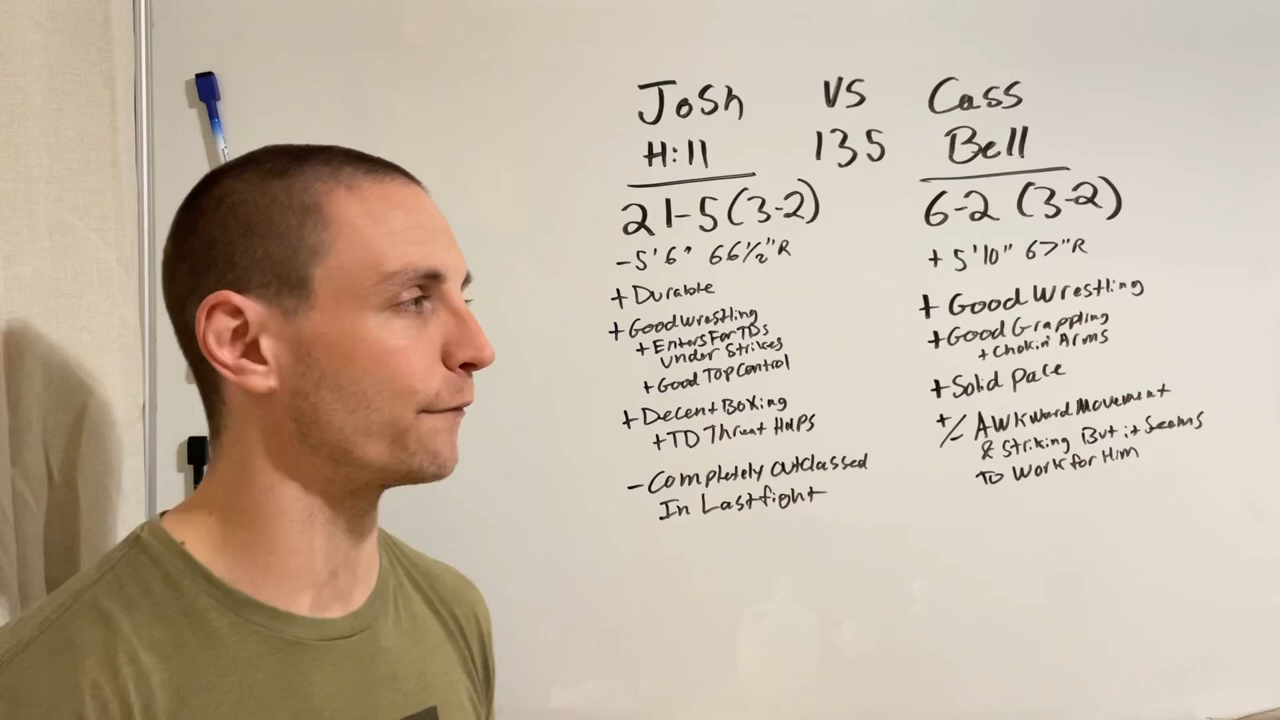 Josh VS Cass
Hill 135 Bell
21-5 (3-2)
-5'6" 66½"R
+ Durable
+ Good Wrestling
+ Enters For TDs
under Strikes
+ Good Top Control
+ Decent Boxing
+ TD Threat Helps
- Completely Outclassed
In Last fight
6-2 (3-2)
+ 5'10" 67"R
+ Good Wrestling
+ Good Grappling
+ Chokin' Arms
+ Solid Pace
+/- Awkward Movement
& Striking But it Seems
To Work for Him